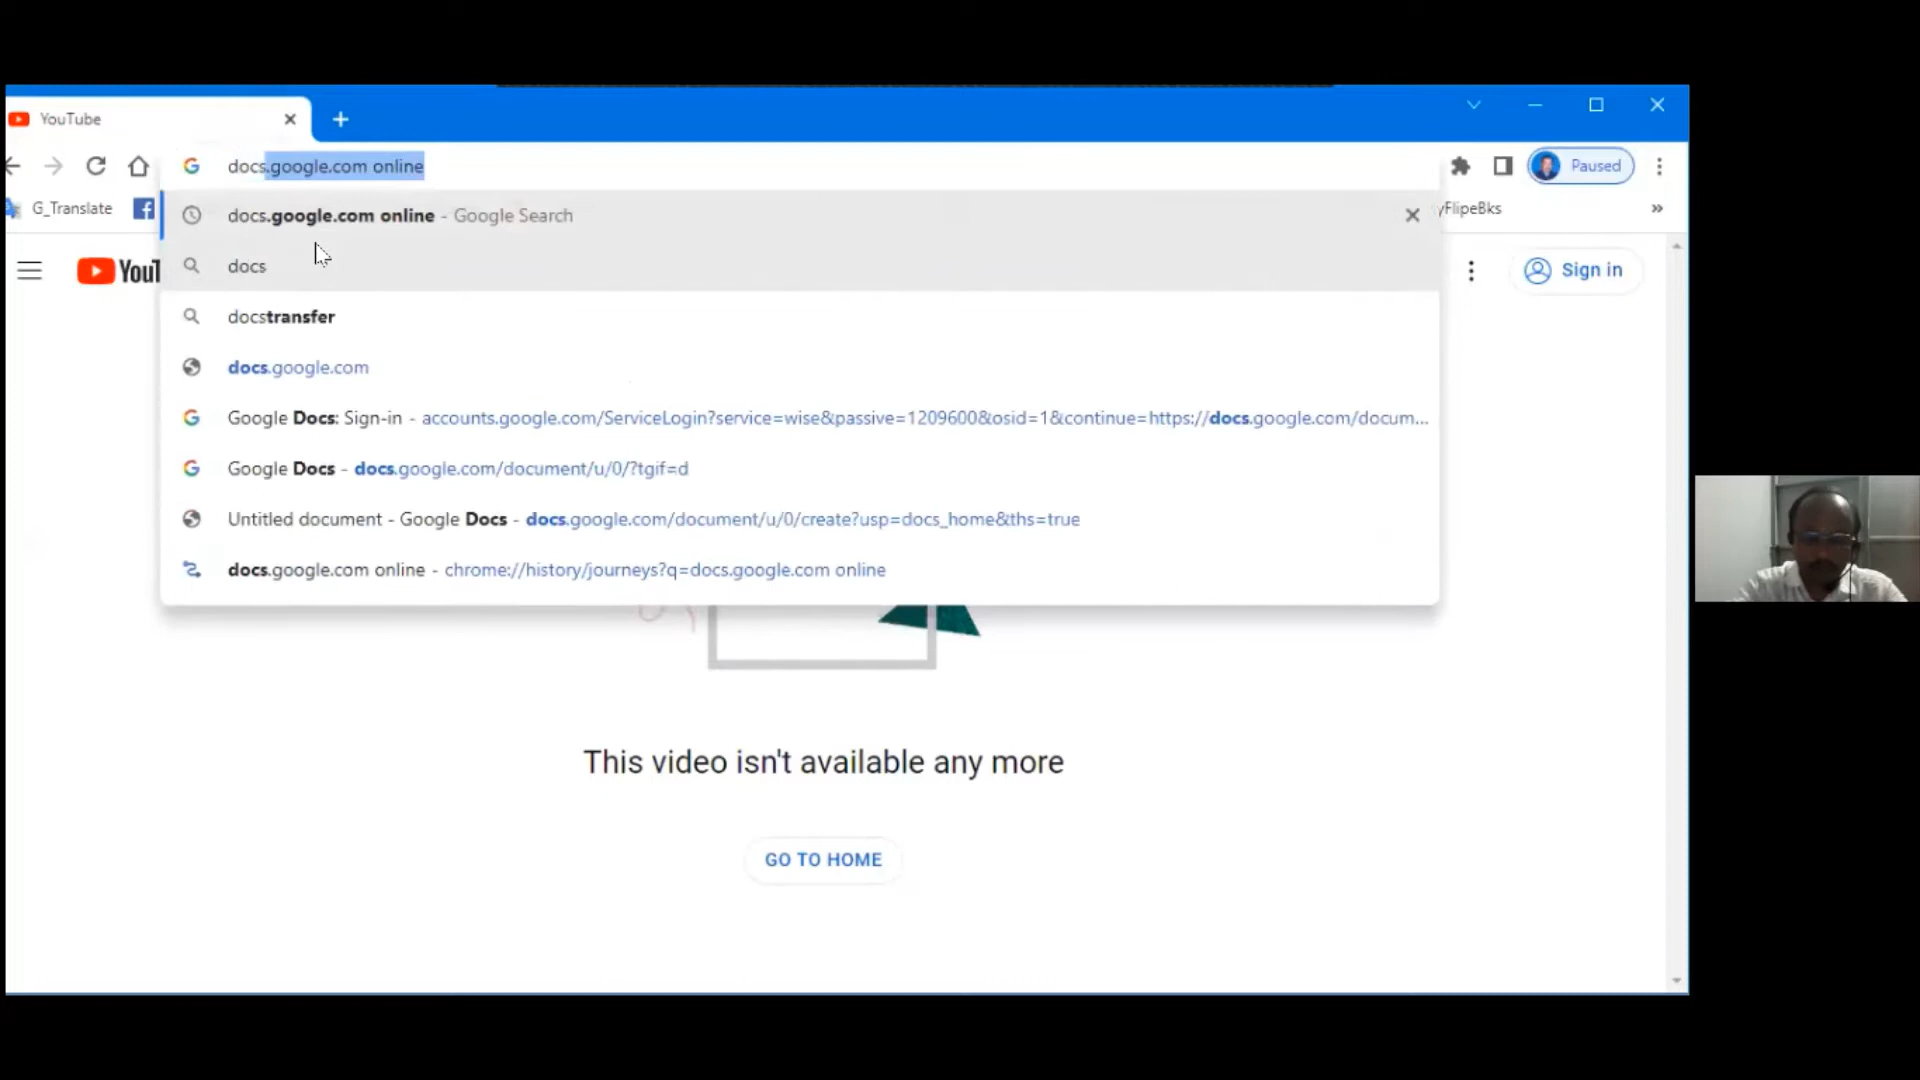 YouTube
docs.google.com online
Paused
G_Translate
yFlipeBks
docs.google.com online - Google Search
YouT
docs
Sign in
docstransfer
docs.google.com
Google Docs: Sign-in - accounts.google.com/ServiceLogin?service=wise&passive=1209600&osid=1&continue=https://docs.google.com/docum...
Google Docs - docs.google.com/document/u/0/?tgif=d
Untitled document - Google Docs - docs.google.com/document/u/0/create?usp=docs_home&ths=true
docs.google.com online - chrome://history/journeys?q=docs.google.com online
This video isn't available any more
GO TO HOME